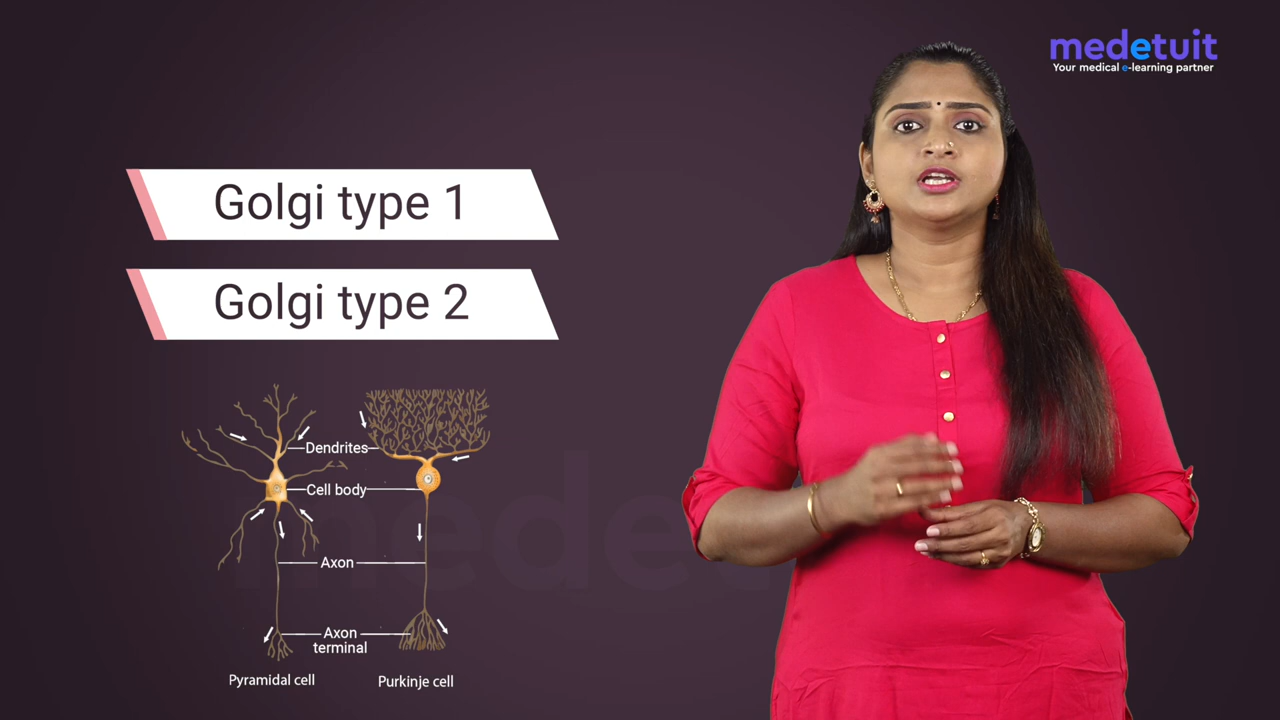 medetuit
Your medical e-learning partner
Golgi type 1
Golgi type 2
Dendrites
Cell body
Axon
Axon
terminal
Pyramidal cell
Purkinje cell